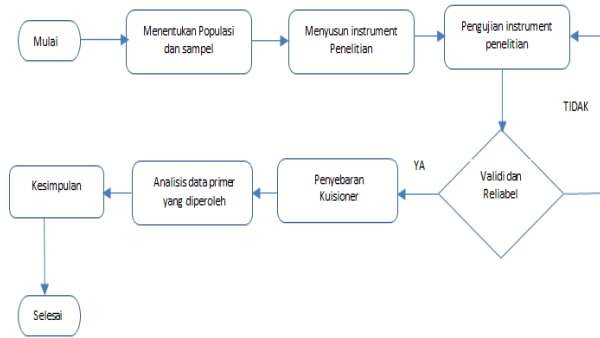 Mulai
Menentukan Populasi
dan sampel
Menyusun instrument
Penelitian
Pengujian instrument
penelitian
TIDAK
Validi dan
Reliabel
YA
Penyebaran
Kuisioner
Analisis data primer
yang diperoleh
Kesimpulan
Selesai